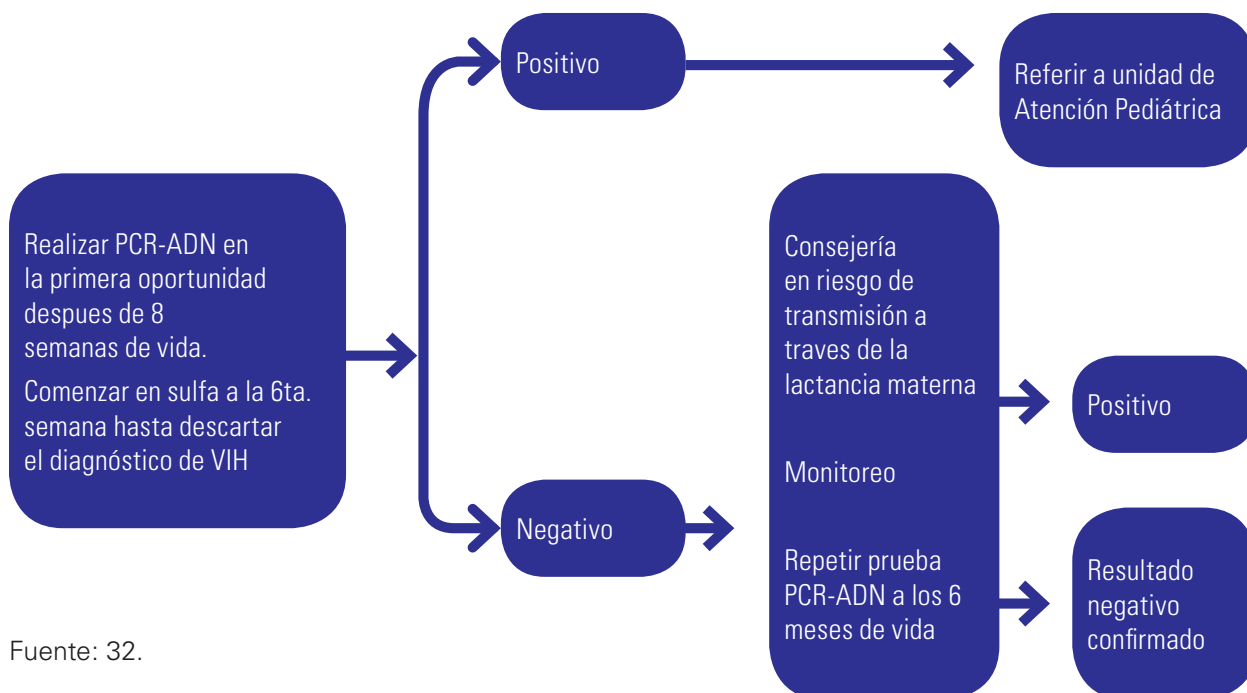 Realizar PCR-ADN en
la primera oportunidad
despues de 8
semanas de vida.
Comenzar en sulfa a la 6ta.
semana hasta descartar
el diagnóstico de VIH
Positivo
Referir a unidad de
Atención Pediátrica
Negativo
Consejería
en riesgo de
transmisión a
traves de la
lactancia materna
Monitoreo
Repetir prueba
PCR-ADN a los 6
meses de vida
Positivo
Resultado
negativo
confirmado
Fuente: 32.